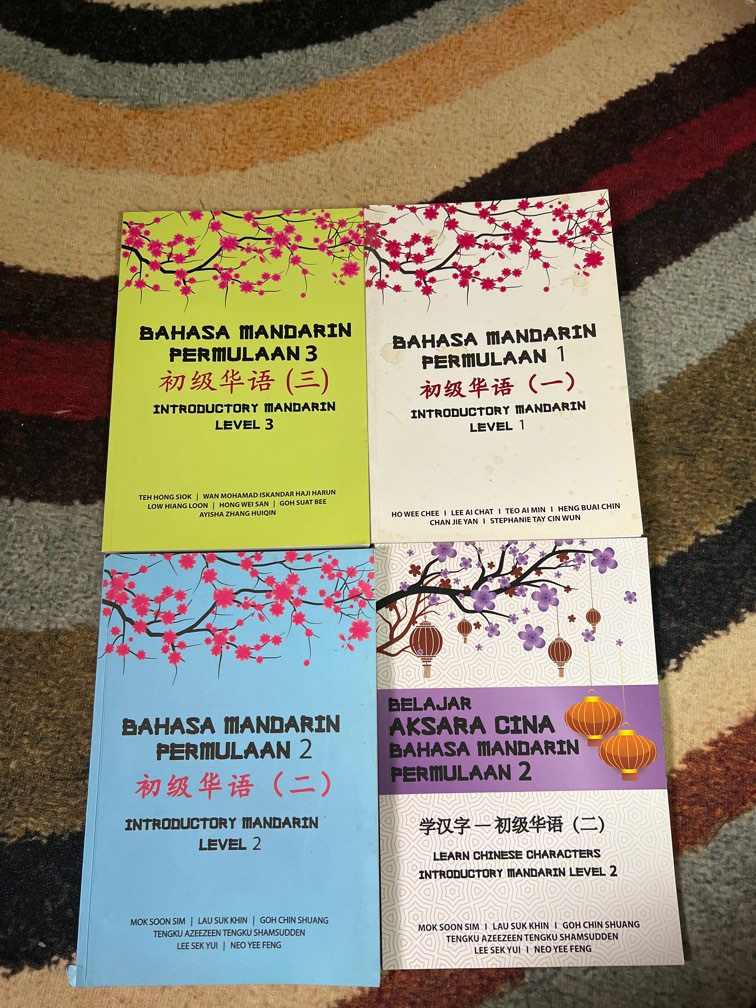 BAHASA MANDARIN
PERMULAAN 3
初级华语 (三)
INTRODUCTORY MANDARIN
LEVEL 3
TEH HONG SIOK | WAN MOHAMAD ISKANDAR HAJI HARUN
LOW HIANG LOON | HONG WEI SAN | GOH SUAT BEE
AYISHA ZHANG HUIQIN
BAHASA MANDARIN
PERMULAAN 1
初级华语（一）
INTRODUCTORY MANDARIN
LEVEL 1
HO WEE CHEE | LEE AI CHAT | TEO AI MIN | HENG BUAI CHIN
CHAN JIE YAN | STEPHANIE TAY CIN WUN
BAHASA MANDARIN
PERMULAAN 2
初级华语（二）
INTRODUCTORY MANDARIN
LEVEL 2
MOK SOON SIM | LAU SUK KHIN | GOH CHIN SHUANG
TENGKU AZEEZEEN TENGKU SHAMSUDDEN
LEE SEK YUI | NEO YEE FENG
BELAJAR
AKSARA CINA
BAHASA MANDARIN
PERMULAAN 2
学汉字 — 初级华语（二）
LEARN CHINESE CHARACTERS
INTRODUCTORY MANDARIN LEVEL 2
MOK SOON SIM | LAU SUK KHIN | GOH CHIN SHUANG
TENGKU AZEEZEEN TENGKU SHAMSUDDEN
LEE SEK YUI | NEO YEE FENG